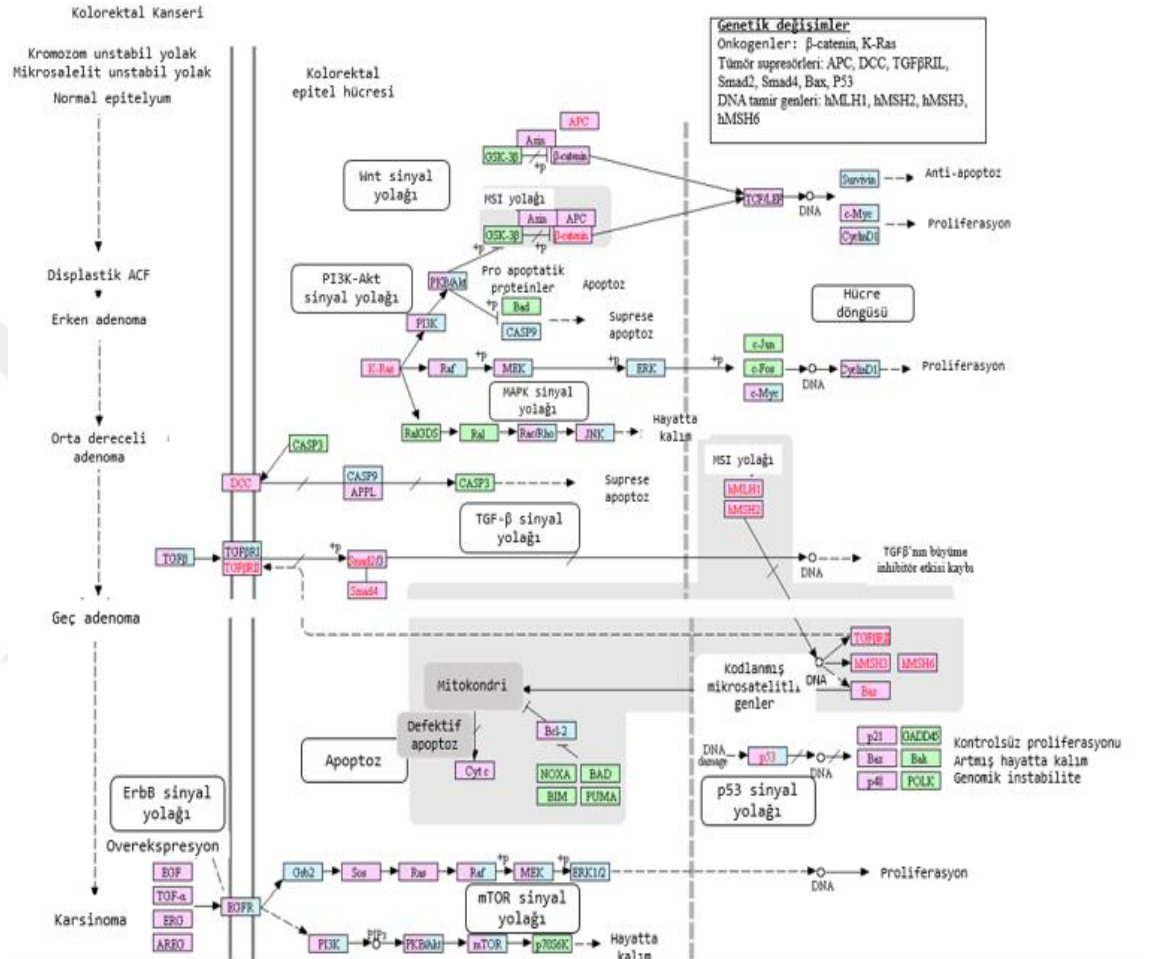 Kolorektal Kanseri
Kromozom unstabil yolak
Mikrosalelit unstabil yolak
Normal epitelyum
Displastik ACF
Erken adenoma
Orta dereceli
adenoma
Geç adenoma
Karsinoma
Kolorektal
epitel hücresi
Genetik değişimler
Onkogenler: β-catenin, K-Ras
Tümör supresörleri: APC, DCC, TGFβRIL,
Smad2, Smad4, Bax, P53
DNA tamir genleri: hMLH1, hMSH2, hMSH3,
hMSH6
Wnt sinyal
yolağı
APC
Axin
GSK-3β
+p
β-catenin
MSI yolağı
Axin
APC
GSK-3β
+p
β-catenin
TCF/LEF
DNA
Survivin
Anti-apoptoz
c-Myc
CyclinD1
Proliferasyon
PI3K-Akt
sinyal yolağı
+p
PKB/Akt
PI3K
Pro apoptatik
proteinler
Apoptoz
+p
Bad
CASP9
Suprese
apoptoz
Hücre
döngüsü
K-Ras
Raf
+p
MEK
+p
ERK
+p
c-Jun
c-Fos
c-Myc
DNA
CyclinD1
Proliferasyon
MAPK sinyal
yolağı
RalGDS
Ral
Rac/Rho
JNK
Hayatta
kalım
CASP3
DCC
CASP9
APPL
CASP3
Suprese
apoptoz
MSI yolağı
hMLH1
hMSH2
TGF-β sinyal
yolağı
TGFβ
TGFβRI
TGFβRII
+p
Smad2/3
Smad4
DNA
TGFβ'nın büyüme
inhibitör etkisi kaybı
TGFβRII
hMSH3
hMSH6
Bax
DNA
Kodlanmış
mikrosatelitlı
genler
Mitokondri
Defektif
apoptoz
Cyt c
Bcl-2
NOXA
BAD
BIM
PUMA
Apoptoz
DNA
damage
p53
DNA
p21
GADD45
Bax
Bak
p48
POLK
Kontrolsüz proliferasyonu
Artmış hayatta kalım
Genomik instabilite
p53 sinyal
yolağı
ErbB sinyal
yolağı
Overekspresyon
EGF
TGF-α
ERG
AREG
EGFR
Grb2
Sos
Ras
Raf
+p
MEK
+p
ERK1/2
DNA
Proliferasyon
mTOR sinyal
yolağı
PI3K
PIP3
PKB/Akt
mTOR
p70S6K
Hayatta
kalım